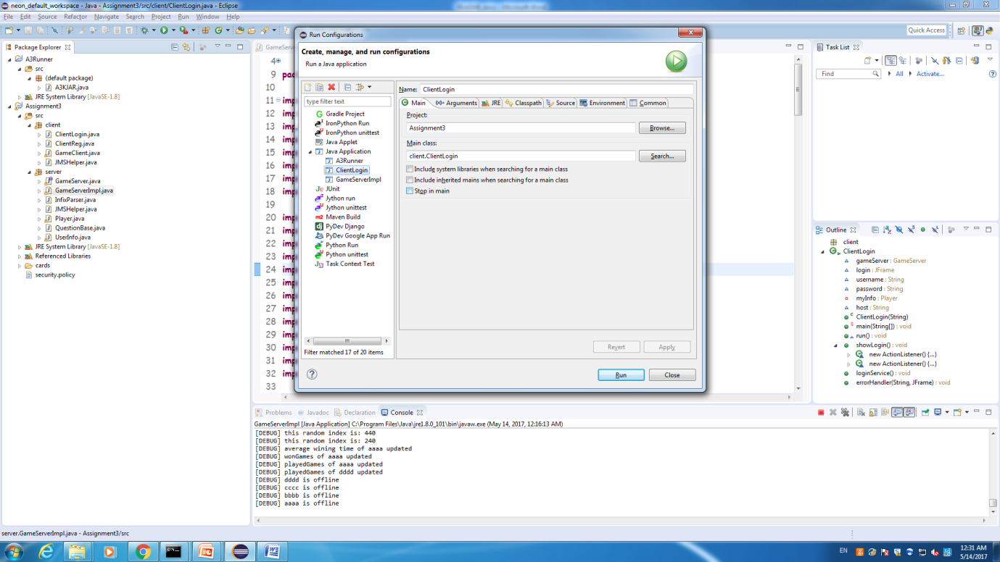 neon_default_workspace - Java - Assignment3/src/client/ClientLogin.java - Eclipse
File Edit Source Refactor Navigate Search Project Run Window Help
Quick Access
Package Explorer
A3Runner
src
(default package)
A3KJAR.java
JRE System Library [JavaSE-1.8]
Assignment3
src
client
ClientLogin.java
ClientReg.java
GameClient.java
JMSHelper.java
server
GameServer.java
GameServerImpl.java
InfixParser.java
JMSHelper.java
Player.java
QuestionBase.java
UserInfo.java
JRE System Library [JavaSE-1.8]
Referenced Libraries
cards
security.policy
GameServ
4
9 pac
10
11 imp
12 imp
13 imp
14 imp
15 imp
16 imp
17 imp
18 imp
19
20 imp
21 imp
22 imp
23 imp
24 imp
25 imp
26 imp
27 imp
28 imp
29 imp
30 imp
31 imp
32 imp
33
Run Configurations
Create, manage, and run configurations
Run a Java application
type filter text
Gradle Project
IronPython Run
IronPython unittest
Java Applet
Java Application
A3Runner
ClientLogin
GameServerImpl
JUnit
Jython run
Jython unittest
Maven Build
PyDev Django
PyDev Google App Run
Python Run
Python unittest
Task Context Test
Filter matched 17 of 20 items
Name: ClientLogin
Main Arguments JRE Classpath Source Environment Common
Project:
Assignment3
Browse...
Main class:
client.ClientLogin
Search...
Include system libraries when searching for a main class
Include inherited mains when searching for a main class
Stop in main
Revert Apply
Run Close
Task List
Find All Activate...
Outline
client
ClientLogin
gameServer : GameServer
login : JFrame
username : String
password : String
myInfo : Player
host : String
ClientLogin(String)
main(String[]) : void
run() : void
showLogin() : void
new ActionListener() {...}
new ActionListener() {...}
loginService() : void
errorHandler(String, JFrame) : void
Problems Javadoc Declaration Console
GameServerImpl [Java Application] C:\Program Files\Java\jre1.8.0_101\bin\javaw.exe (May 14, 2017, 12:16:13 AM)
[DEBUG] this random index is: 440
[DEBUG] this random index is: 240
[DEBUG] average wining time of aaaa updated
[DEBUG] wonGames of aaaa updated
[DEBUG] playedGames of aaaa updated
[DEBUG] playedGames of dddd updated
[DEBUG] dddd is offline
[DEBUG] cccc is offline
[DEBUG] bbbb is offline
[DEBUG] aaaa is offline
server.GameServerImpl.java - Assignment3/src
EN
12:31 AM
5/14/2017